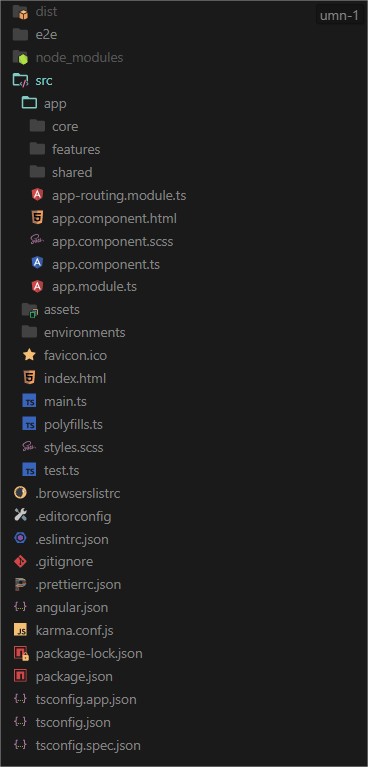 dist
umn-1
e2e
node_modules
src
app
core
features
shared
app-routing.module.ts
app.component.html
app.component.scss
app.component.ts
app.module.ts
assets
environments
favicon.ico
index.html
main.ts
polyfills.ts
styles.scss
test.ts
.browserslistrc
.editorconfig
.eslintrc.json
.gitignore
.prettierrc.json
angular.json
karma.conf.js
package-lock.json
package.json
tsconfig.app.json
tsconfig.json
tsconfig.spec.json